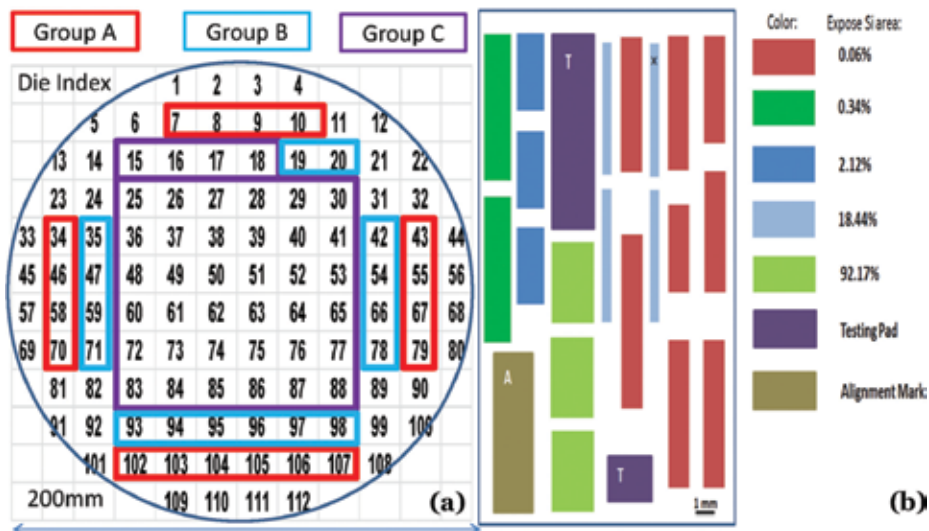 Group A Group B Group C
Die Index 1 2 3 4
5 6 7 8 9 10 11 12
13 14 15 16 17 18 19 20 21 22
23 24 25 26 27 28 29 30 31 32
33 34 35 36 37 38 39 40 41 42 43 44
45 46 47 48 49 50 51 52 53 54 55 56
57 58 59 60 61 62 63 64 65 66 67 68
69 70 71 72 73 74 75 76 77 78 79 80
81 82 83 84 85 86 87 88 89 90
91 92 93 94 95 96 97 98 99 100
101 102 103 104 105 106 107 108
200mm 109 110 111 112 (a)
T x
A T
1 mm (b)
Color: Expose Si area:
0.06%
0.34%
2.12%
18.44%
92.17%
Testing Pad
Alignment Mark: